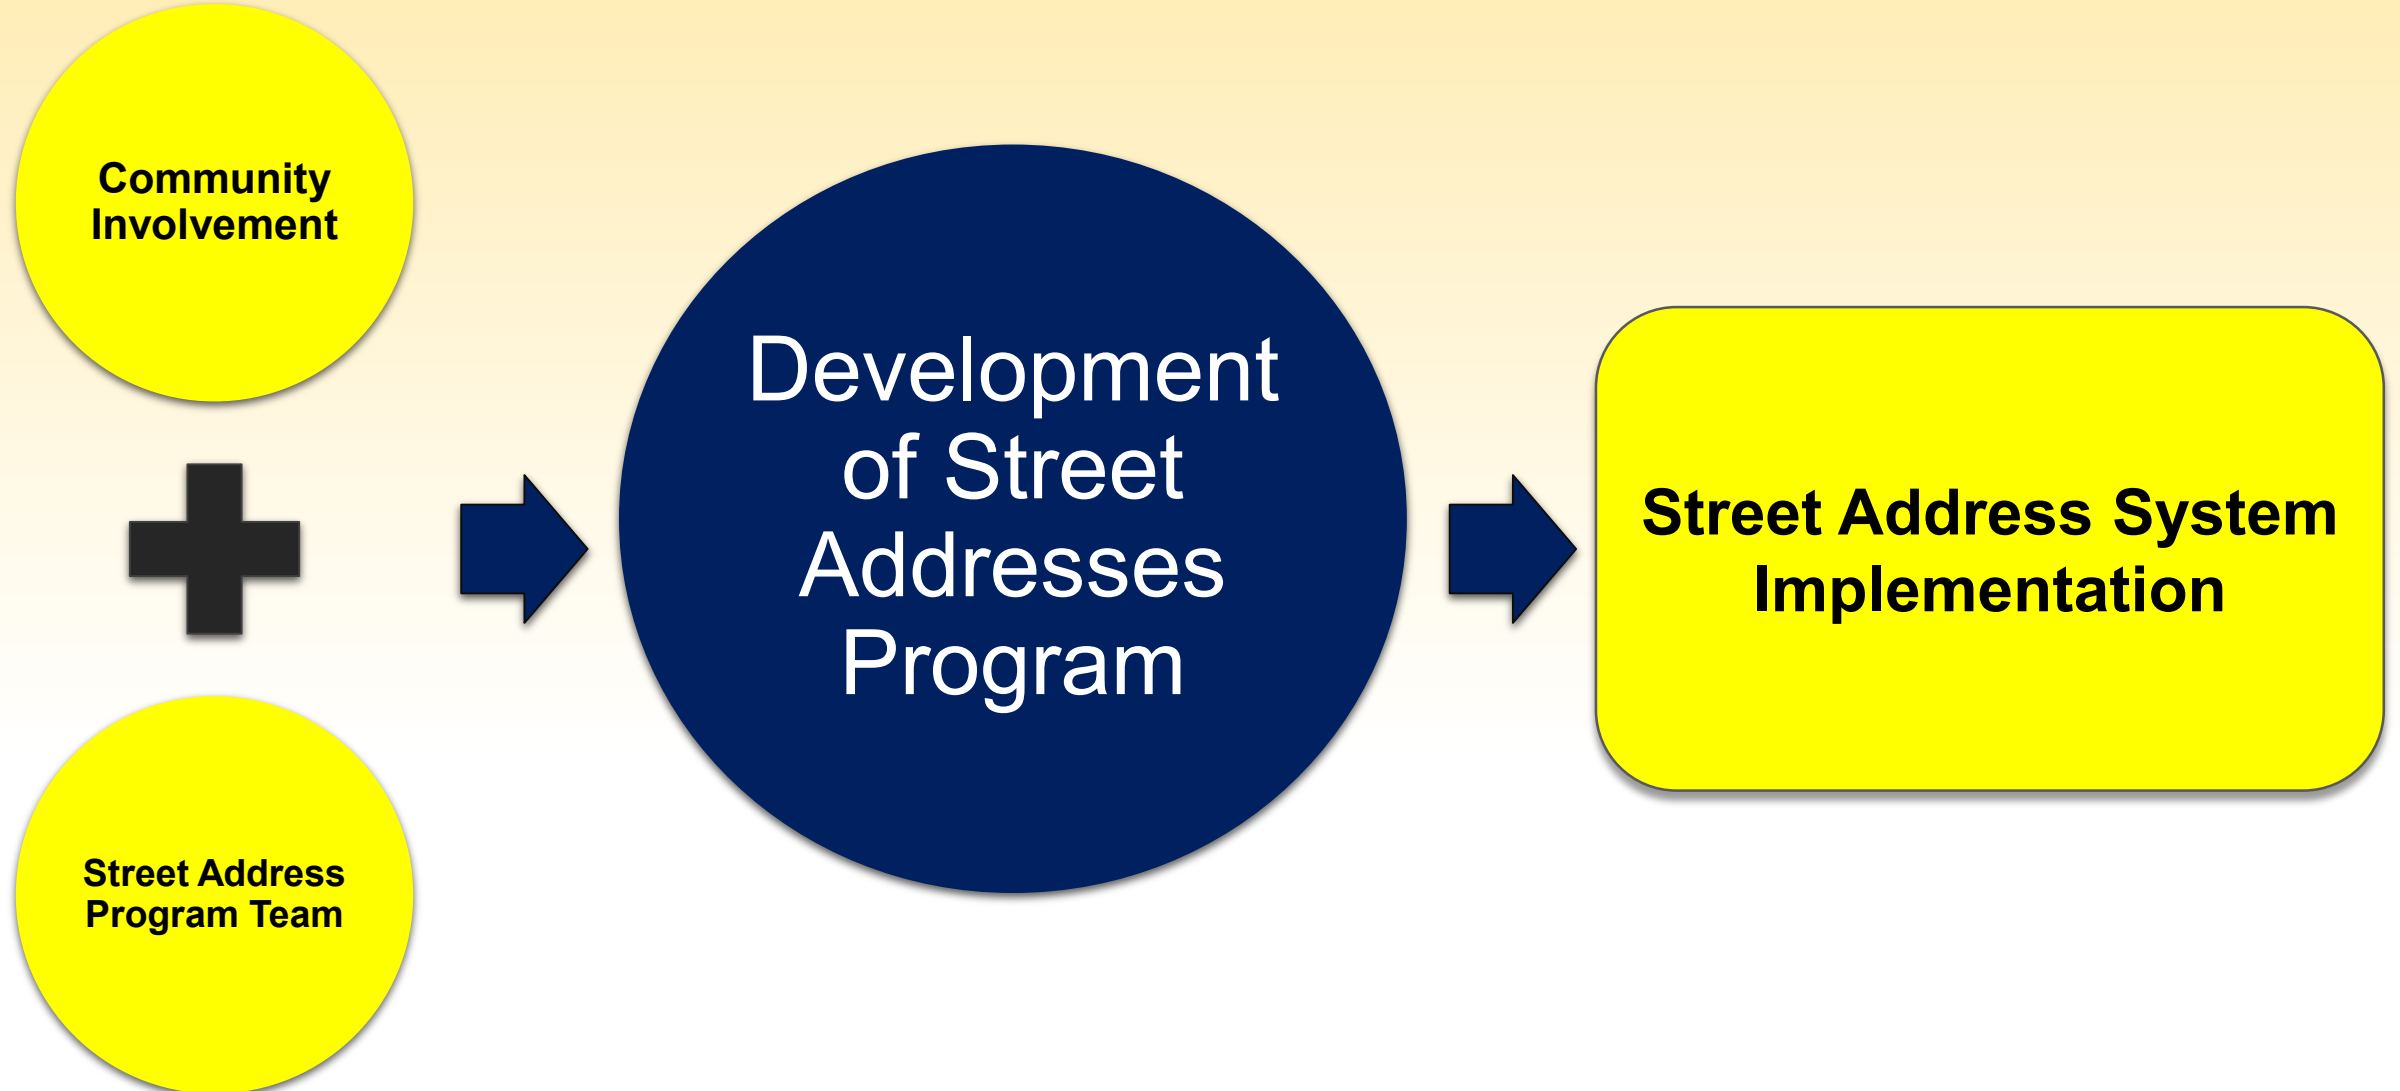 Community
Involvement
Street Address
Program Team
Development
of Street
Addresses
Program
Street Address System
Implementation